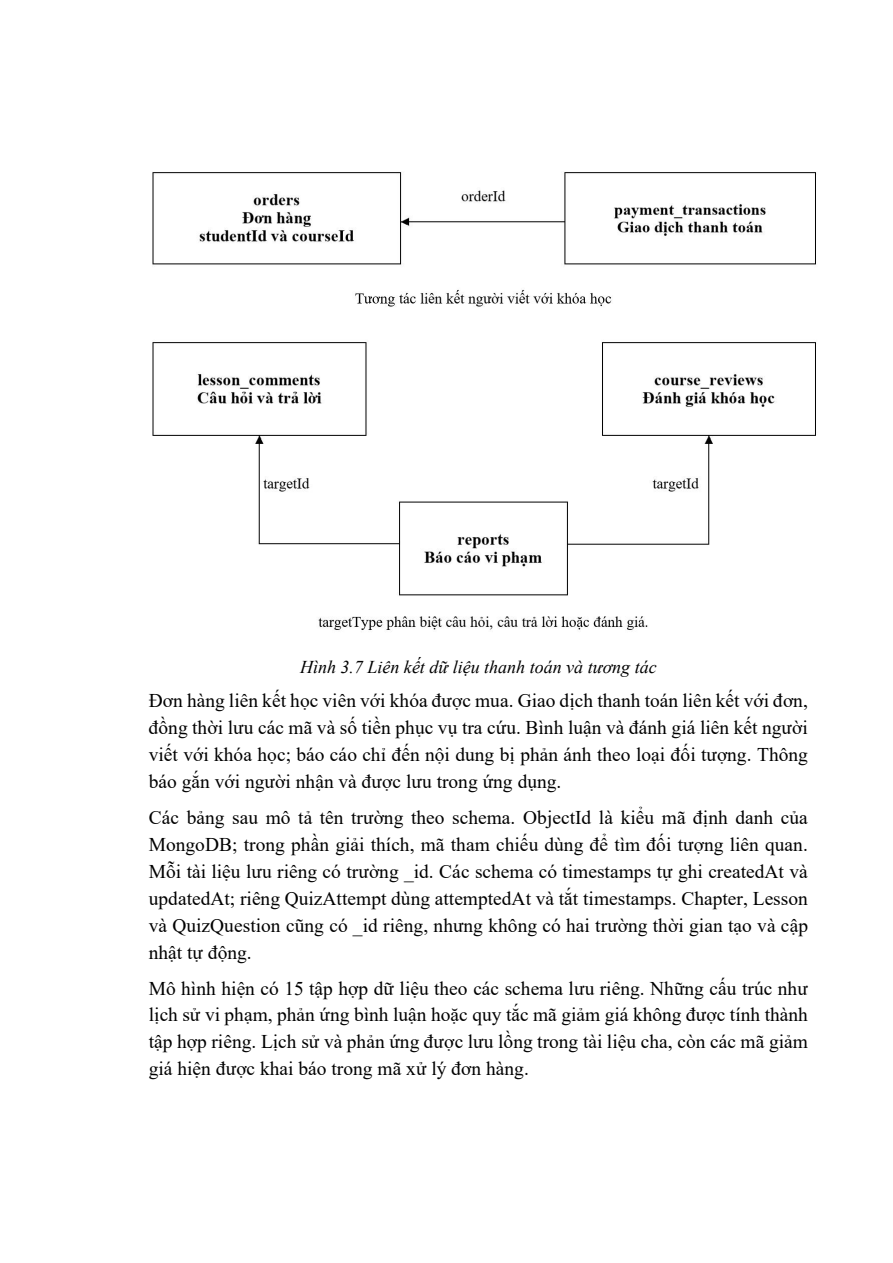 orders
Đơn hàng
studentId và courseId
orderId
payment_transactions
Giao dịch thanh toán
Tương tác liên kết người viết với khóa học
lesson_comments
Câu hỏi và trả lời
course_reviews
Đánh giá khóa học
targetId
targetId
reports
Báo cáo vi phạm
targetType phân biệt câu hỏi, câu trả lời hoặc đánh giá.
Hình 3.7 Liên kết dữ liệu thanh toán và tương tác
Đơn hàng liên kết học viên với khóa được mua. Giao dịch thanh toán liên kết với đơn,
đồng thời lưu các mã và số tiền phục vụ tra cứu. Bình luận và đánh giá liên kết người
viết với khóa học; báo cáo chỉ đến nội dung bị phản ánh theo loại đối tượng. Thông
báo gắn với người nhận và được lưu trong ứng dụng.
Các bảng sau mô tả tên trường theo schema. ObjectId là kiểu mã định danh của
MongoDB; trong phần giải thích, mã tham chiếu dùng để tìm đối tượng liên quan.
Mỗi tài liệu lưu riêng có trường _id. Các schema có timestamps tự ghi createdAt và
updatedAt; riêng QuizAttempt dùng attemptedAt và tắt timestamps. Chapter, Lesson
và QuizQuestion cũng có _id riêng, nhưng không có hai trường thời gian tạo và cập
nhật tự động.
Mô hình hiện có 15 tập hợp dữ liệu theo các schema lưu riêng. Những cấu trúc như
lịch sử vi phạm, phản ứng bình luận hoặc quy tắc mã giảm giá không được tính thành
tập hợp riêng. Lịch sử và phản ứng được lưu lồng trong tài liệu cha, còn các mã giảm
giá hiện được khai báo trong mã xử lý đơn hàng.